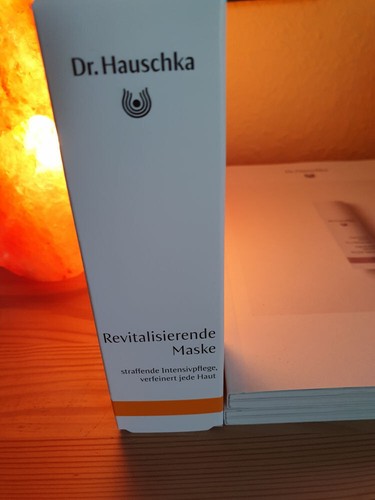 Dr. Hauschka
Revitalisierende
Maske
straffende Intensivpflege,
verfeinert jede Haut